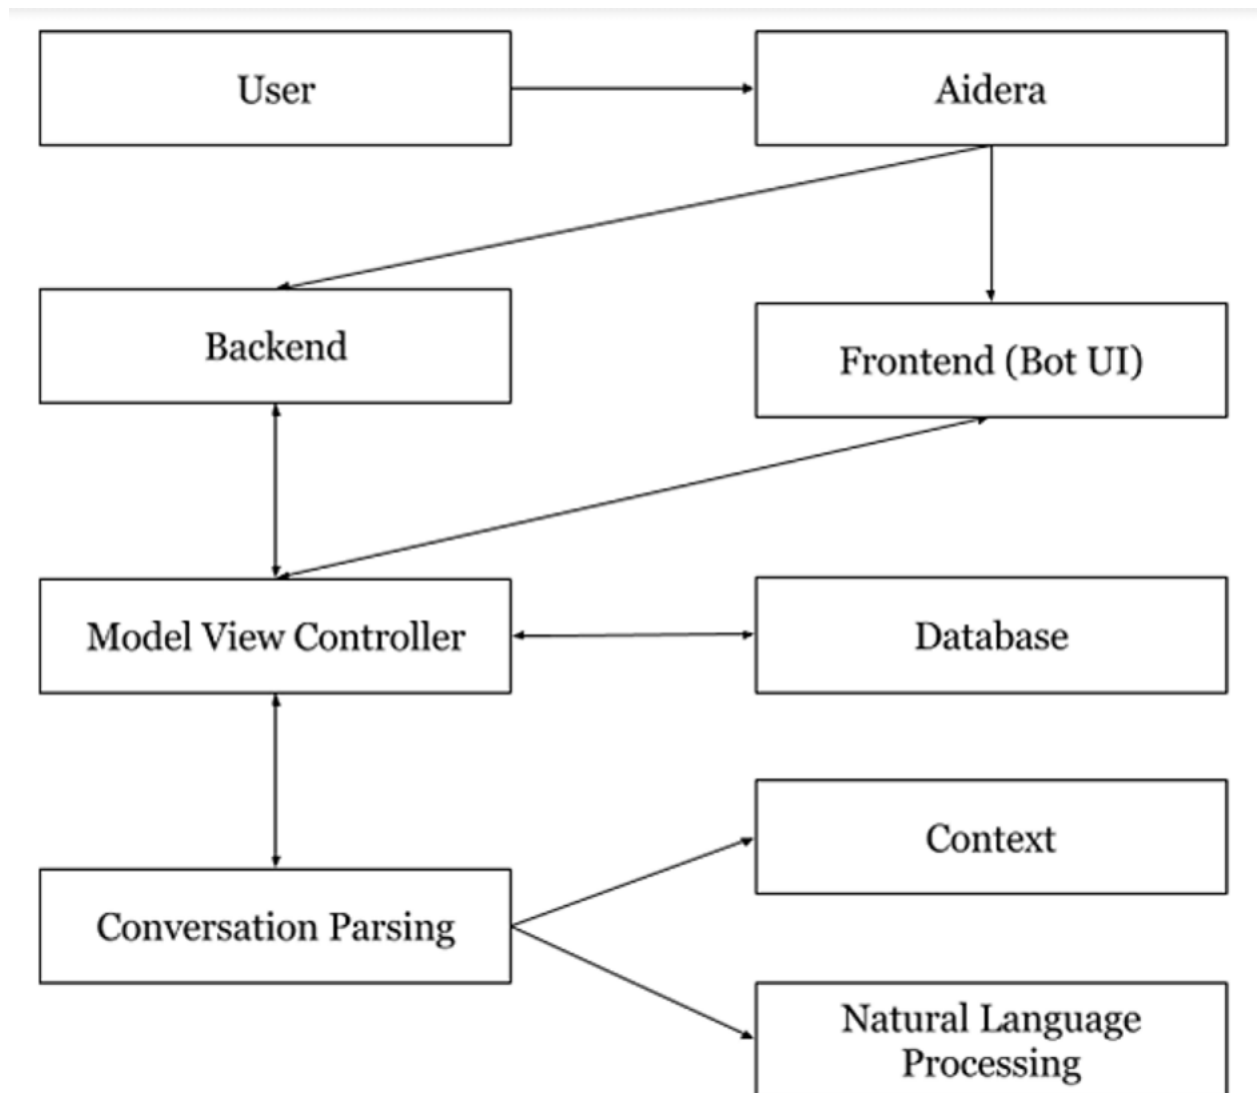 User
Aidera
Backend
Frontend (Bot UI)
Model View Controller
Database
Context
Conversation Parsing
Natural Language
Processing